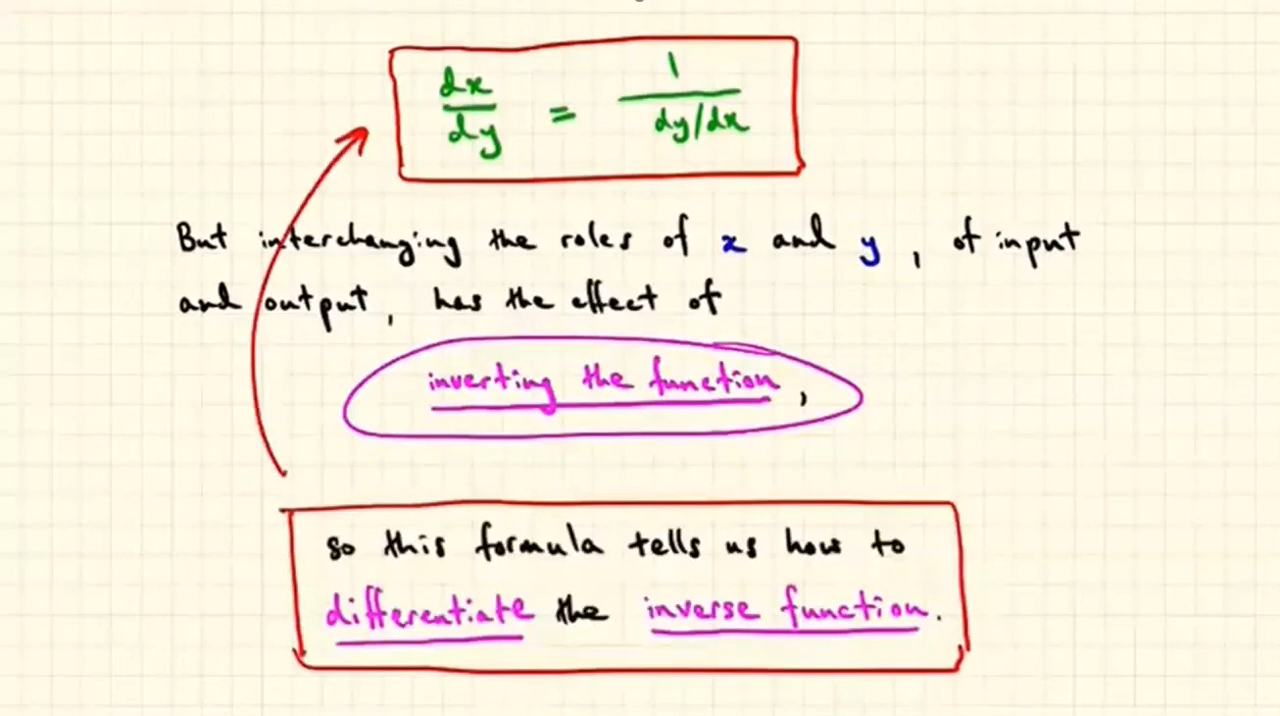 dx/dy = 1/(dy/dx)
But interchanging the roles of x and y, of input
and output, has the effect of
inverting the function,
so this formula tells us how to
differentiate the inverse function.